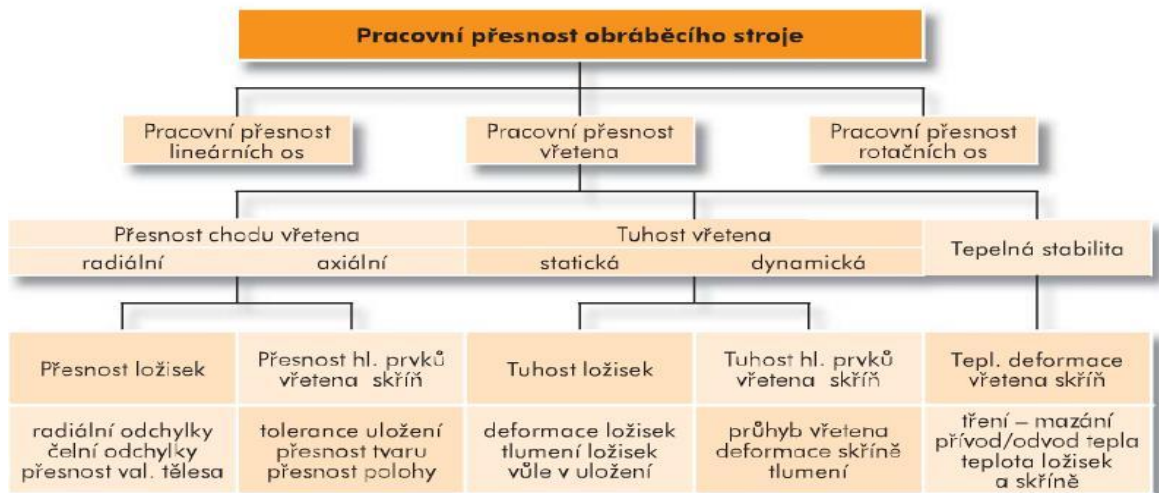 Pracovní přesnost obráběcího stroje
Pracovní přesnost
lineárních os
Pracovní přesnost
vřetena
Pracovní přesnost
rotačních os
Přesnost chodu vřetena
radiální
axiální
Tuhost vřetena
statická
dynamická
Tepelná stabilita
Přesnost ložisek
Přesnost hl. prvků
vřetena skříň
Tuhost ložisek
Tuhost hl. prvků
vřetena skříň
Tepl. deformace
vřetena skříň
radiální odchylky
čelní odchylky
přesnost val. tělesa
tolerance uložení
přesnost tvaru
přesnost polohy
deformace ložisek
tlumení ložisek
vůle v uložení
průhyb vřetena
deformace skříně
tlumení
tření – mazání
přívod/odvod tepla
teplota ložisek
a skříně